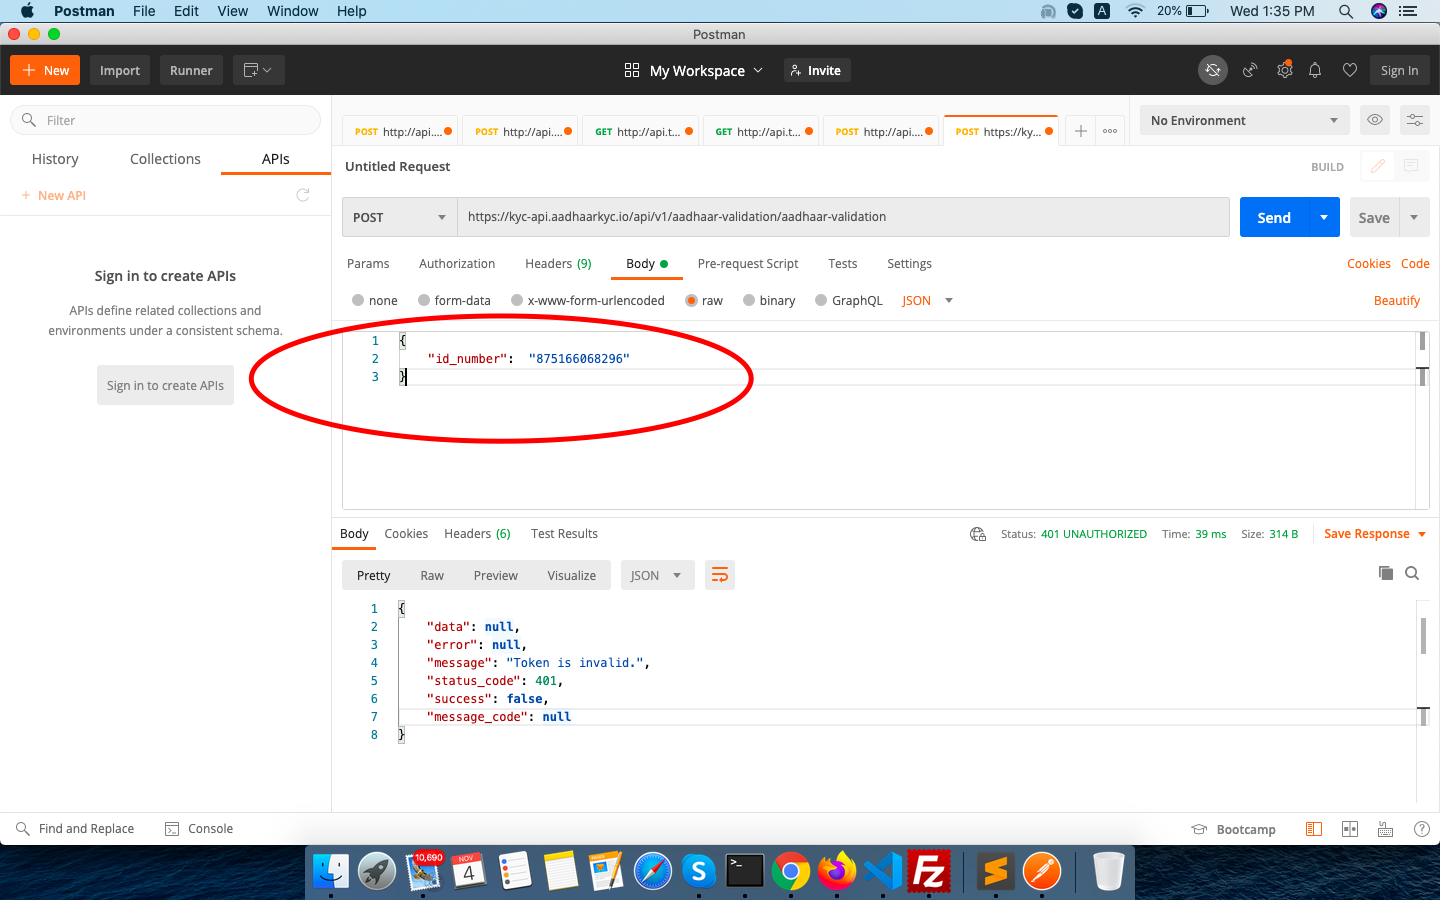 Postman File Edit View Window Help
A 20% Wed 1:35 PM
Postman
New Import Runner My Workspace Invite Sign In
Filter
History Collections APIs
+ New API
Sign in to create APIs
APIs define related collections and
environments under a consistent schema.
Sign in to create APIs
POST http://api.... POST http://api.... GET http://api.t... GET http://api.t... POST http://api.... POST https://ky... No Environment
Untitled Request BUILD
POST https://kyc-api.aadhaarkyc.io/api/v1/aadhaar-validation/aadhaar-validation Send Save
Params Authorization Headers (9) Body Pre-request Script Tests Settings Cookies Code
none form-data x-www-form-urlencoded raw binary GraphQL JSON Beautify
1 {
2 "id_number": "875166068296"
3 }
Body Cookies Headers (6) Test Results Status: 401 UNAUTHORIZED Time: 39 ms Size: 314 B Save Response
Pretty Raw Preview Visualize JSON
1 {
2 "data": null,
3 "error": null,
4 "message": "Token is invalid.",
5 "status_code": 401,
6 "success": false,
7 "message_code": null
8 }
Find and Replace Console Bootcamp
10,690 NOV
4